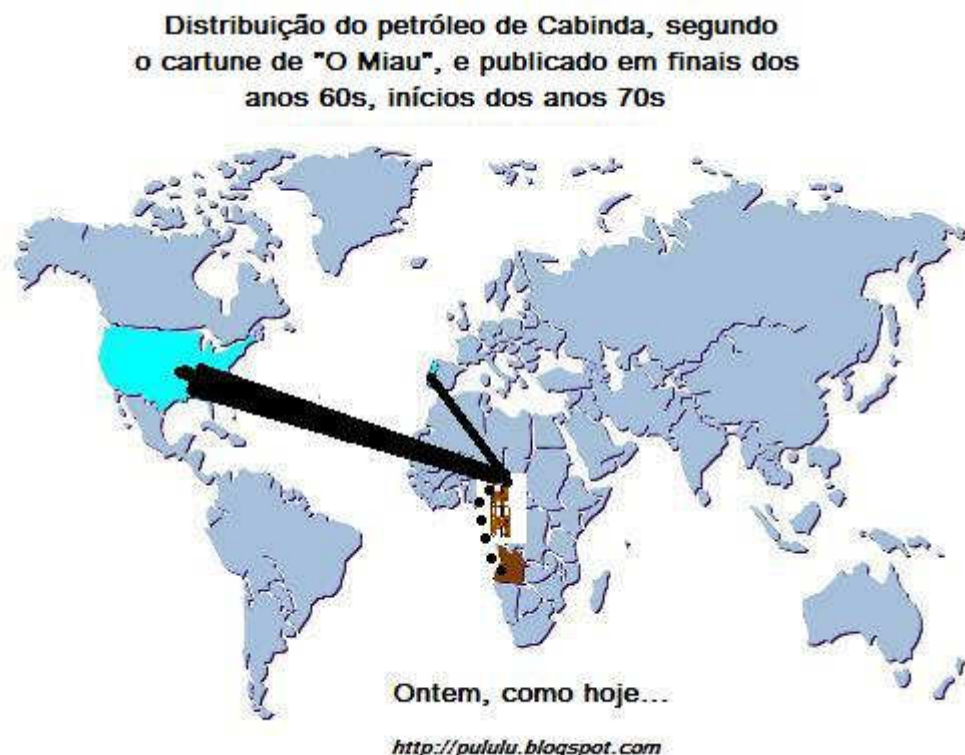 Distribuição do petróleo de Cabinda, segundo
o cartune de "O Miau", e publicado em finais dos
anos 60s, inícios dos anos 70s
Ontem, como hoje...
http://pululu.blogspot.com